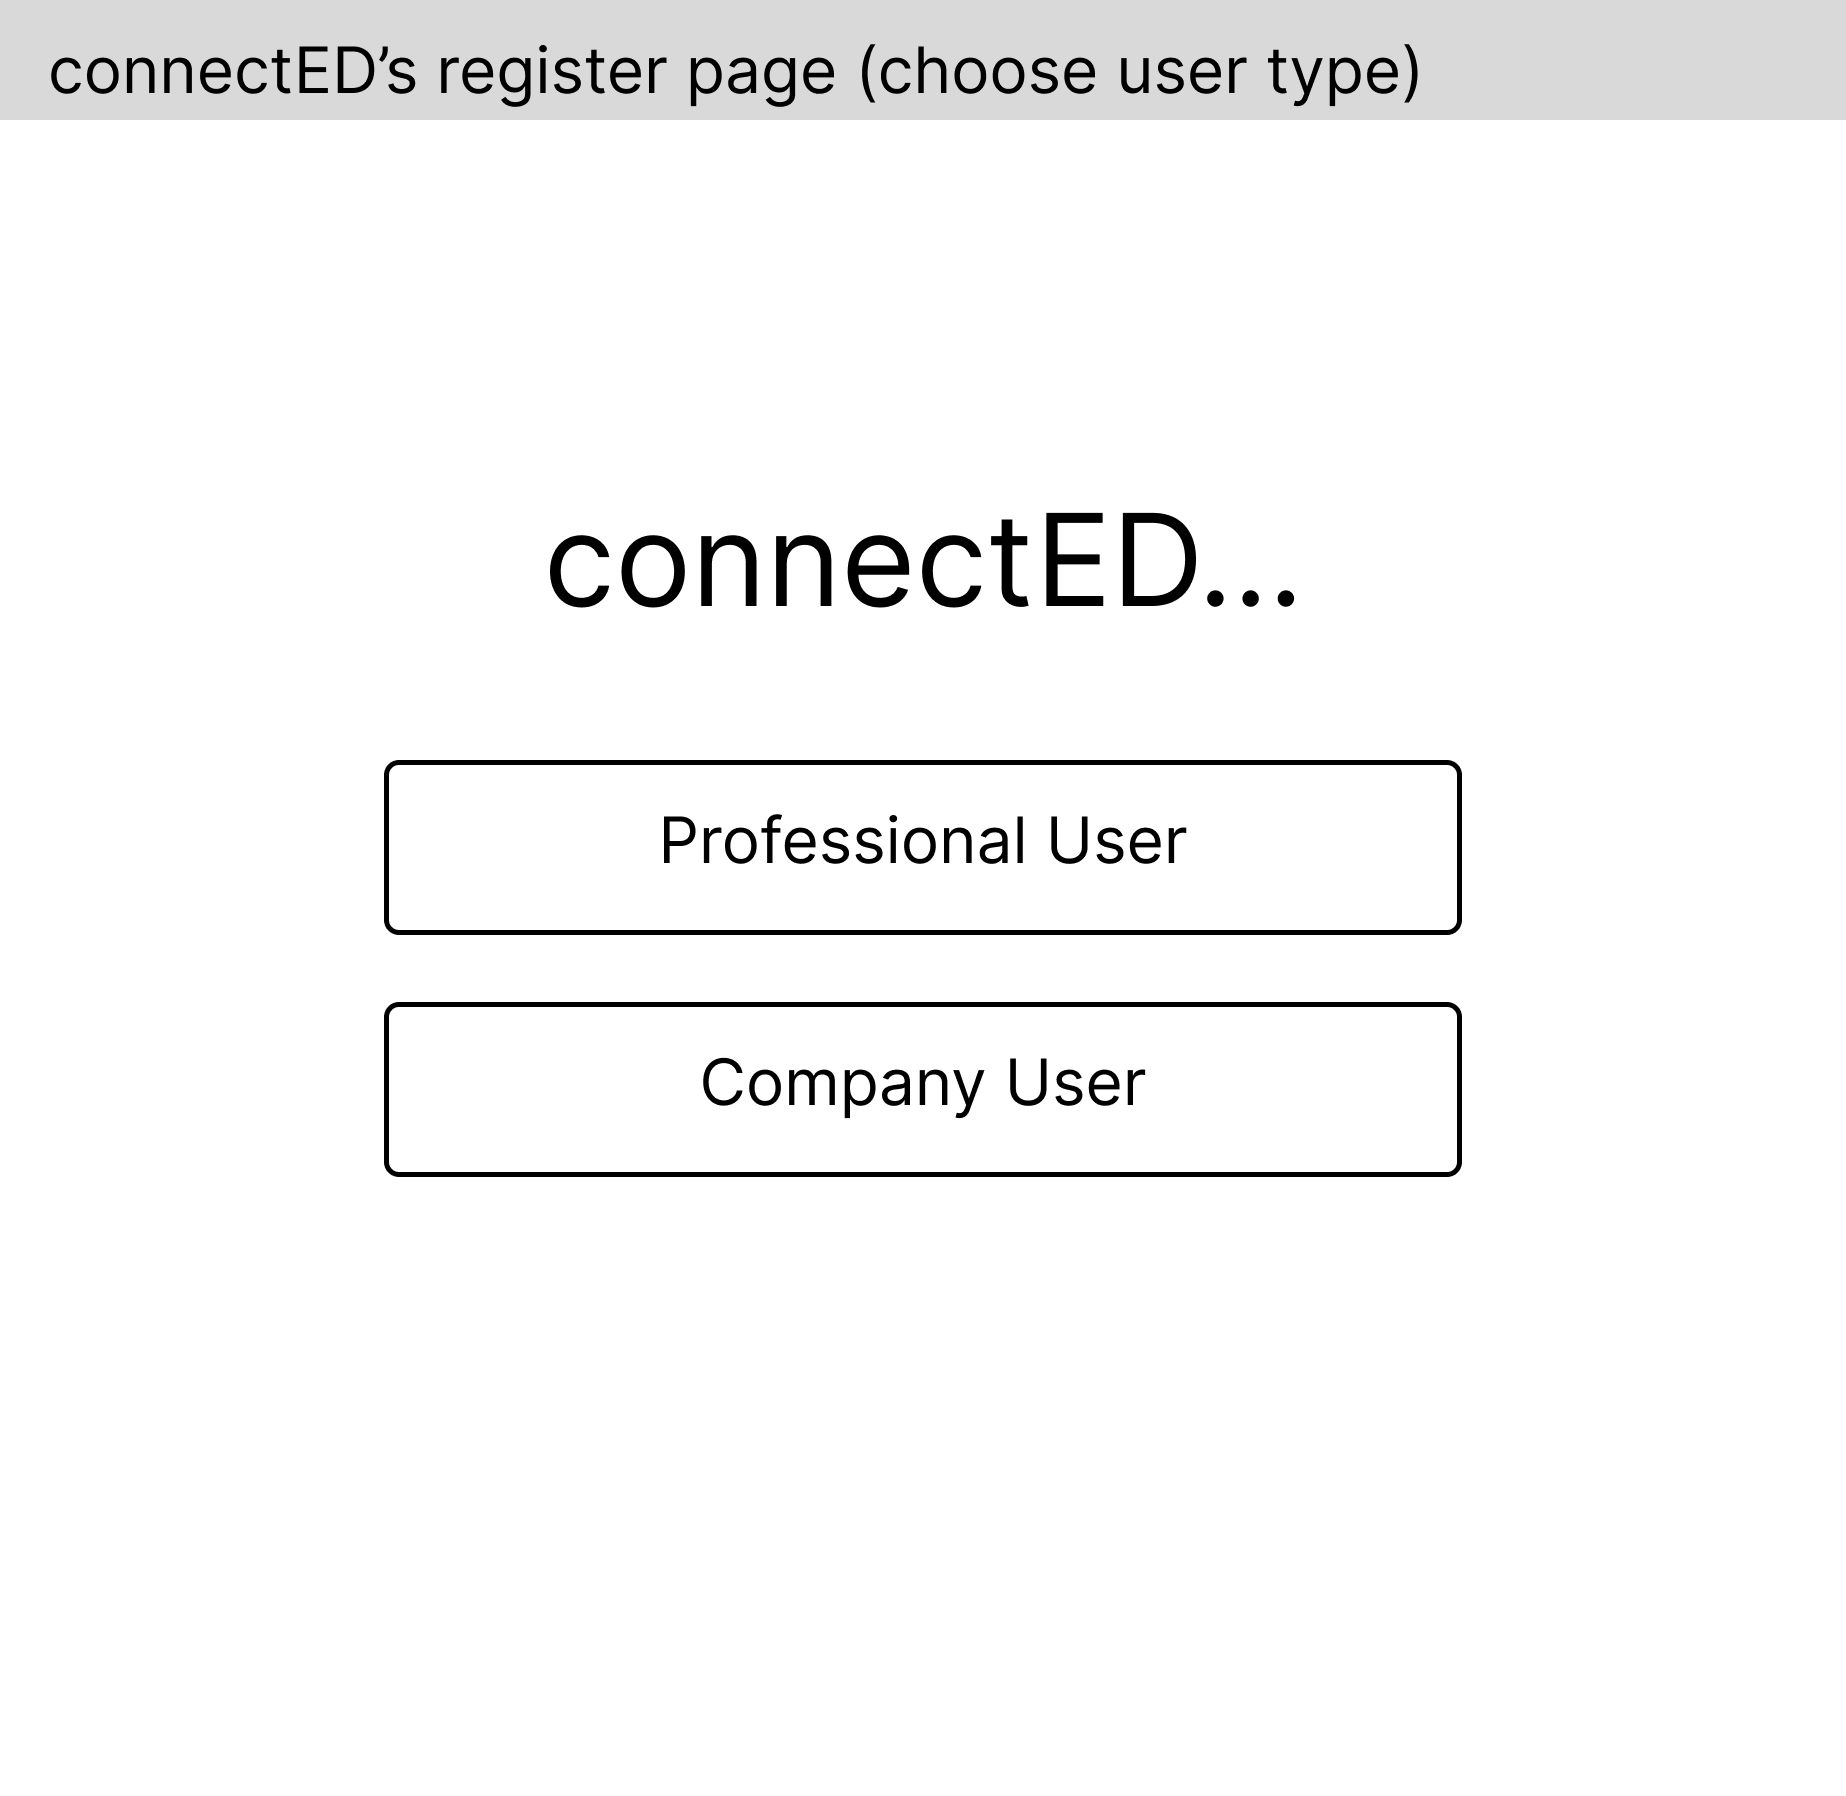 connectED’s register page (choose user type)
connectED...
Professional User
Company User